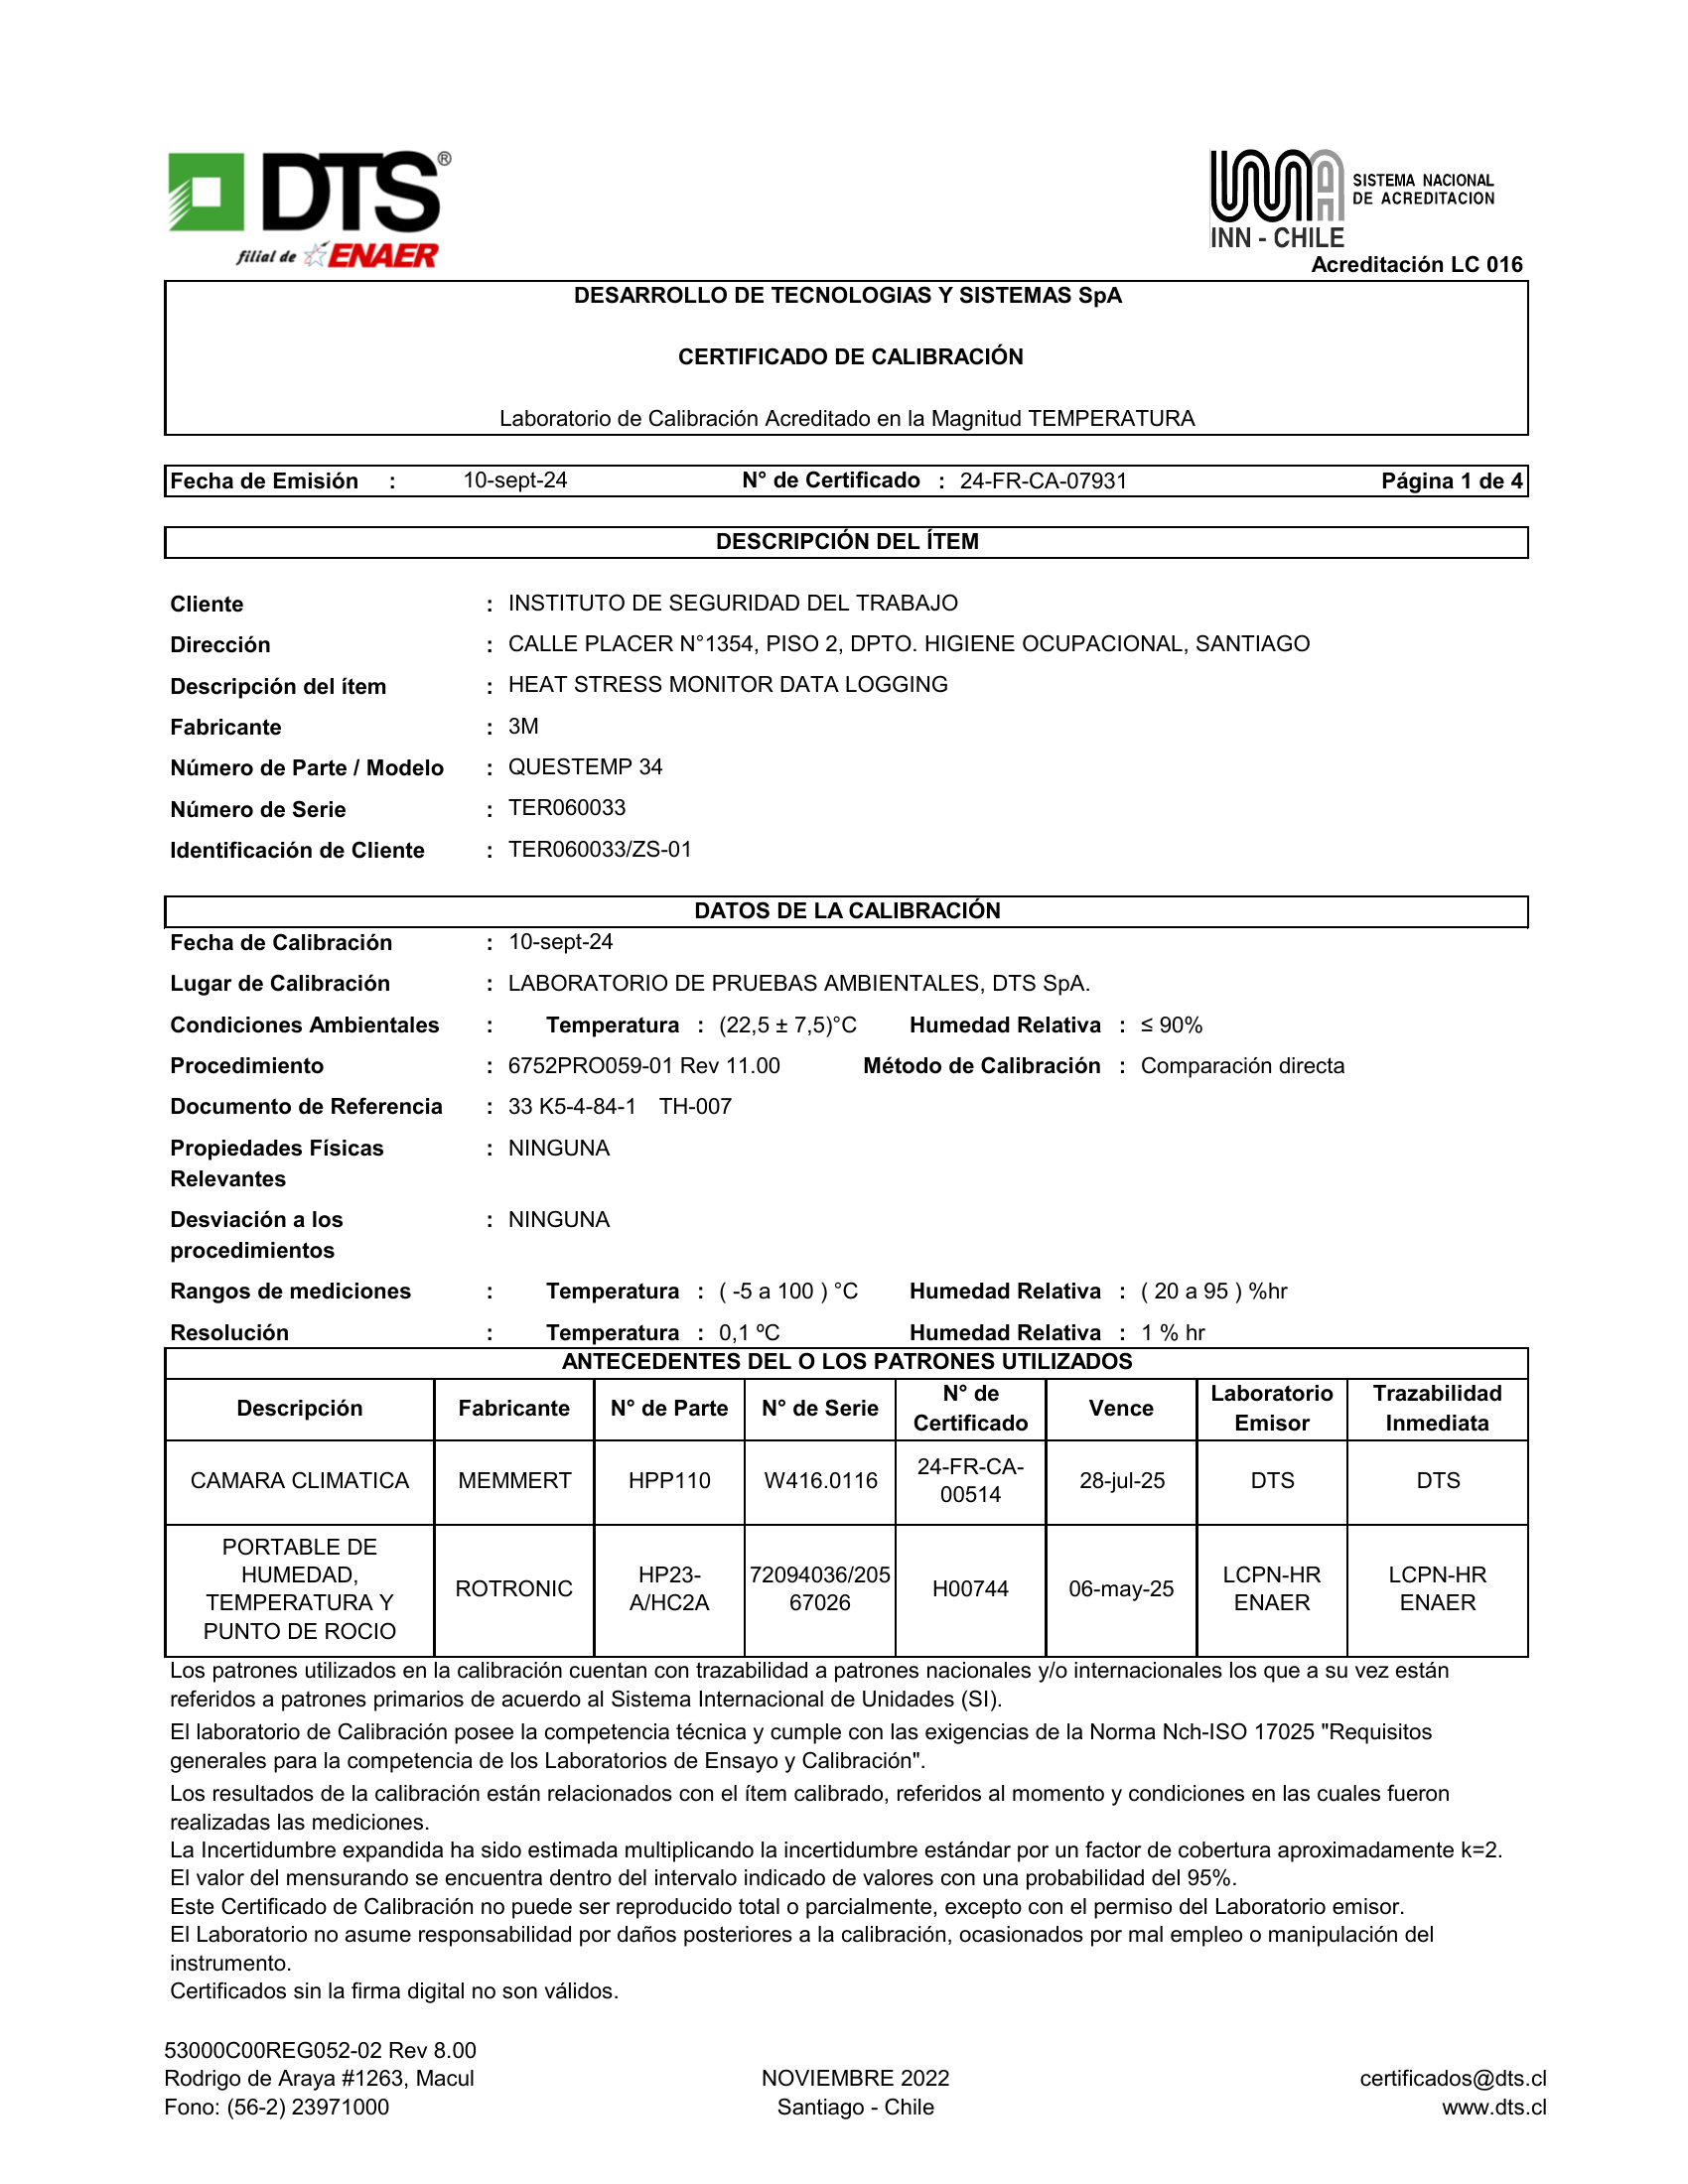 DTS®
filial de ENAER
SISTEMA NACIONAL
DE ACREDITACION
INN - CHILE
Acreditación LC 016
DESARROLLO DE TECNOLOGIAS Y SISTEMAS SpA
CERTIFICADO DE CALIBRACIÓN
Laboratorio de Calibración Acreditado en la Magnitud TEMPERATURA
Fecha de Emisión : 10-sept-24 N° de Certificado : 24-FR-CA-07931 Página 1 de 4
DESCRIPCIÓN DEL ÍTEM
Cliente : INSTITUTO DE SEGURIDAD DEL TRABAJO
Dirección : CALLE PLACER N°1354, PISO 2, DPTO. HIGIENE OCUPACIONAL, SANTIAGO
Descripción del ítem : HEAT STRESS MONITOR DATA LOGGING
Fabricante : 3M
Número de Parte / Modelo : QUESTEMP 34
Número de Serie : TER060033
Identificación de Cliente : TER060033/ZS-01
DATOS DE LA CALIBRACIÓN
Fecha de Calibración : 10-sept-24
Lugar de Calibración : LABORATORIO DE PRUEBAS AMBIENTALES, DTS SpA.
Condiciones Ambientales : Temperatura : (22,5 ± 7,5)°C Humedad Relativa : ≤ 90%
Procedimiento : 6752PRO059-01 Rev 11.00 Método de Calibración : Comparación directa
Documento de Referencia : 33 K5-4-84-1 TH-007
Propiedades Físicas : NINGUNA
Relevantes
Desviación a los : NINGUNA
procedimientos
Rangos de mediciones : Temperatura : ( -5 a 100 ) °C Humedad Relativa : ( 20 a 95 ) %hr
Resolución : Temperatura : 0,1 ºC Humedad Relativa : 1 % hr
ANTECEDENTES DEL O LOS PATRONES UTILIZADOS
Descripción Fabricante N° de Parte N° de Serie N° de Certificado Vence Laboratorio Emisor Trazabilidad Inmediata
CAMARA CLIMATICA MEMMERT HPP110 W416.0116 24-FR-CA-00514 28-jul-25 DTS DTS
PORTABLE DE HUMEDAD, TEMPERATURA Y PUNTO DE ROCIO ROTRONIC HP23-A/HC2A 72094036/20567026 H00744 06-may-25 LCPN-HR ENAER LCPN-HR ENAER
Los patrones utilizados en la calibración cuentan con trazabilidad a patrones nacionales y/o internacionales los que a su vez están
referidos a patrones primarios de acuerdo al Sistema Internacional de Unidades (SI).
El laboratorio de Calibración posee la competencia técnica y cumple con las exigencias de la Norma Nch-ISO 17025 "Requisitos
generales para la competencia de los Laboratorios de Ensayo y Calibración".
Los resultados de la calibración están relacionados con el ítem calibrado, referidos al momento y condiciones en las cuales fueron
realizadas las mediciones.
La Incertidumbre expandida ha sido estimada multiplicando la incertidumbre estándar por un factor de cobertura aproximadamente k=2.
El valor del mensurando se encuentra dentro del intervalo indicado de valores con una probabilidad del 95%.
Este Certificado de Calibración no puede ser reproducido total o parcialmente, excepto con el permiso del Laboratorio emisor.
El Laboratorio no asume responsabilidad por daños posteriores a la calibración, ocasionados por mal empleo o manipulación del
instrumento.
Certificados sin la firma digital no son válidos.
53000C00REG052-02 Rev 8.00
Rodrigo de Araya #1263, Macul NOVIEMBRE 2022 certificados@dts.cl
Fono: (56-2) 23971000 Santiago - Chile www.dts.cl